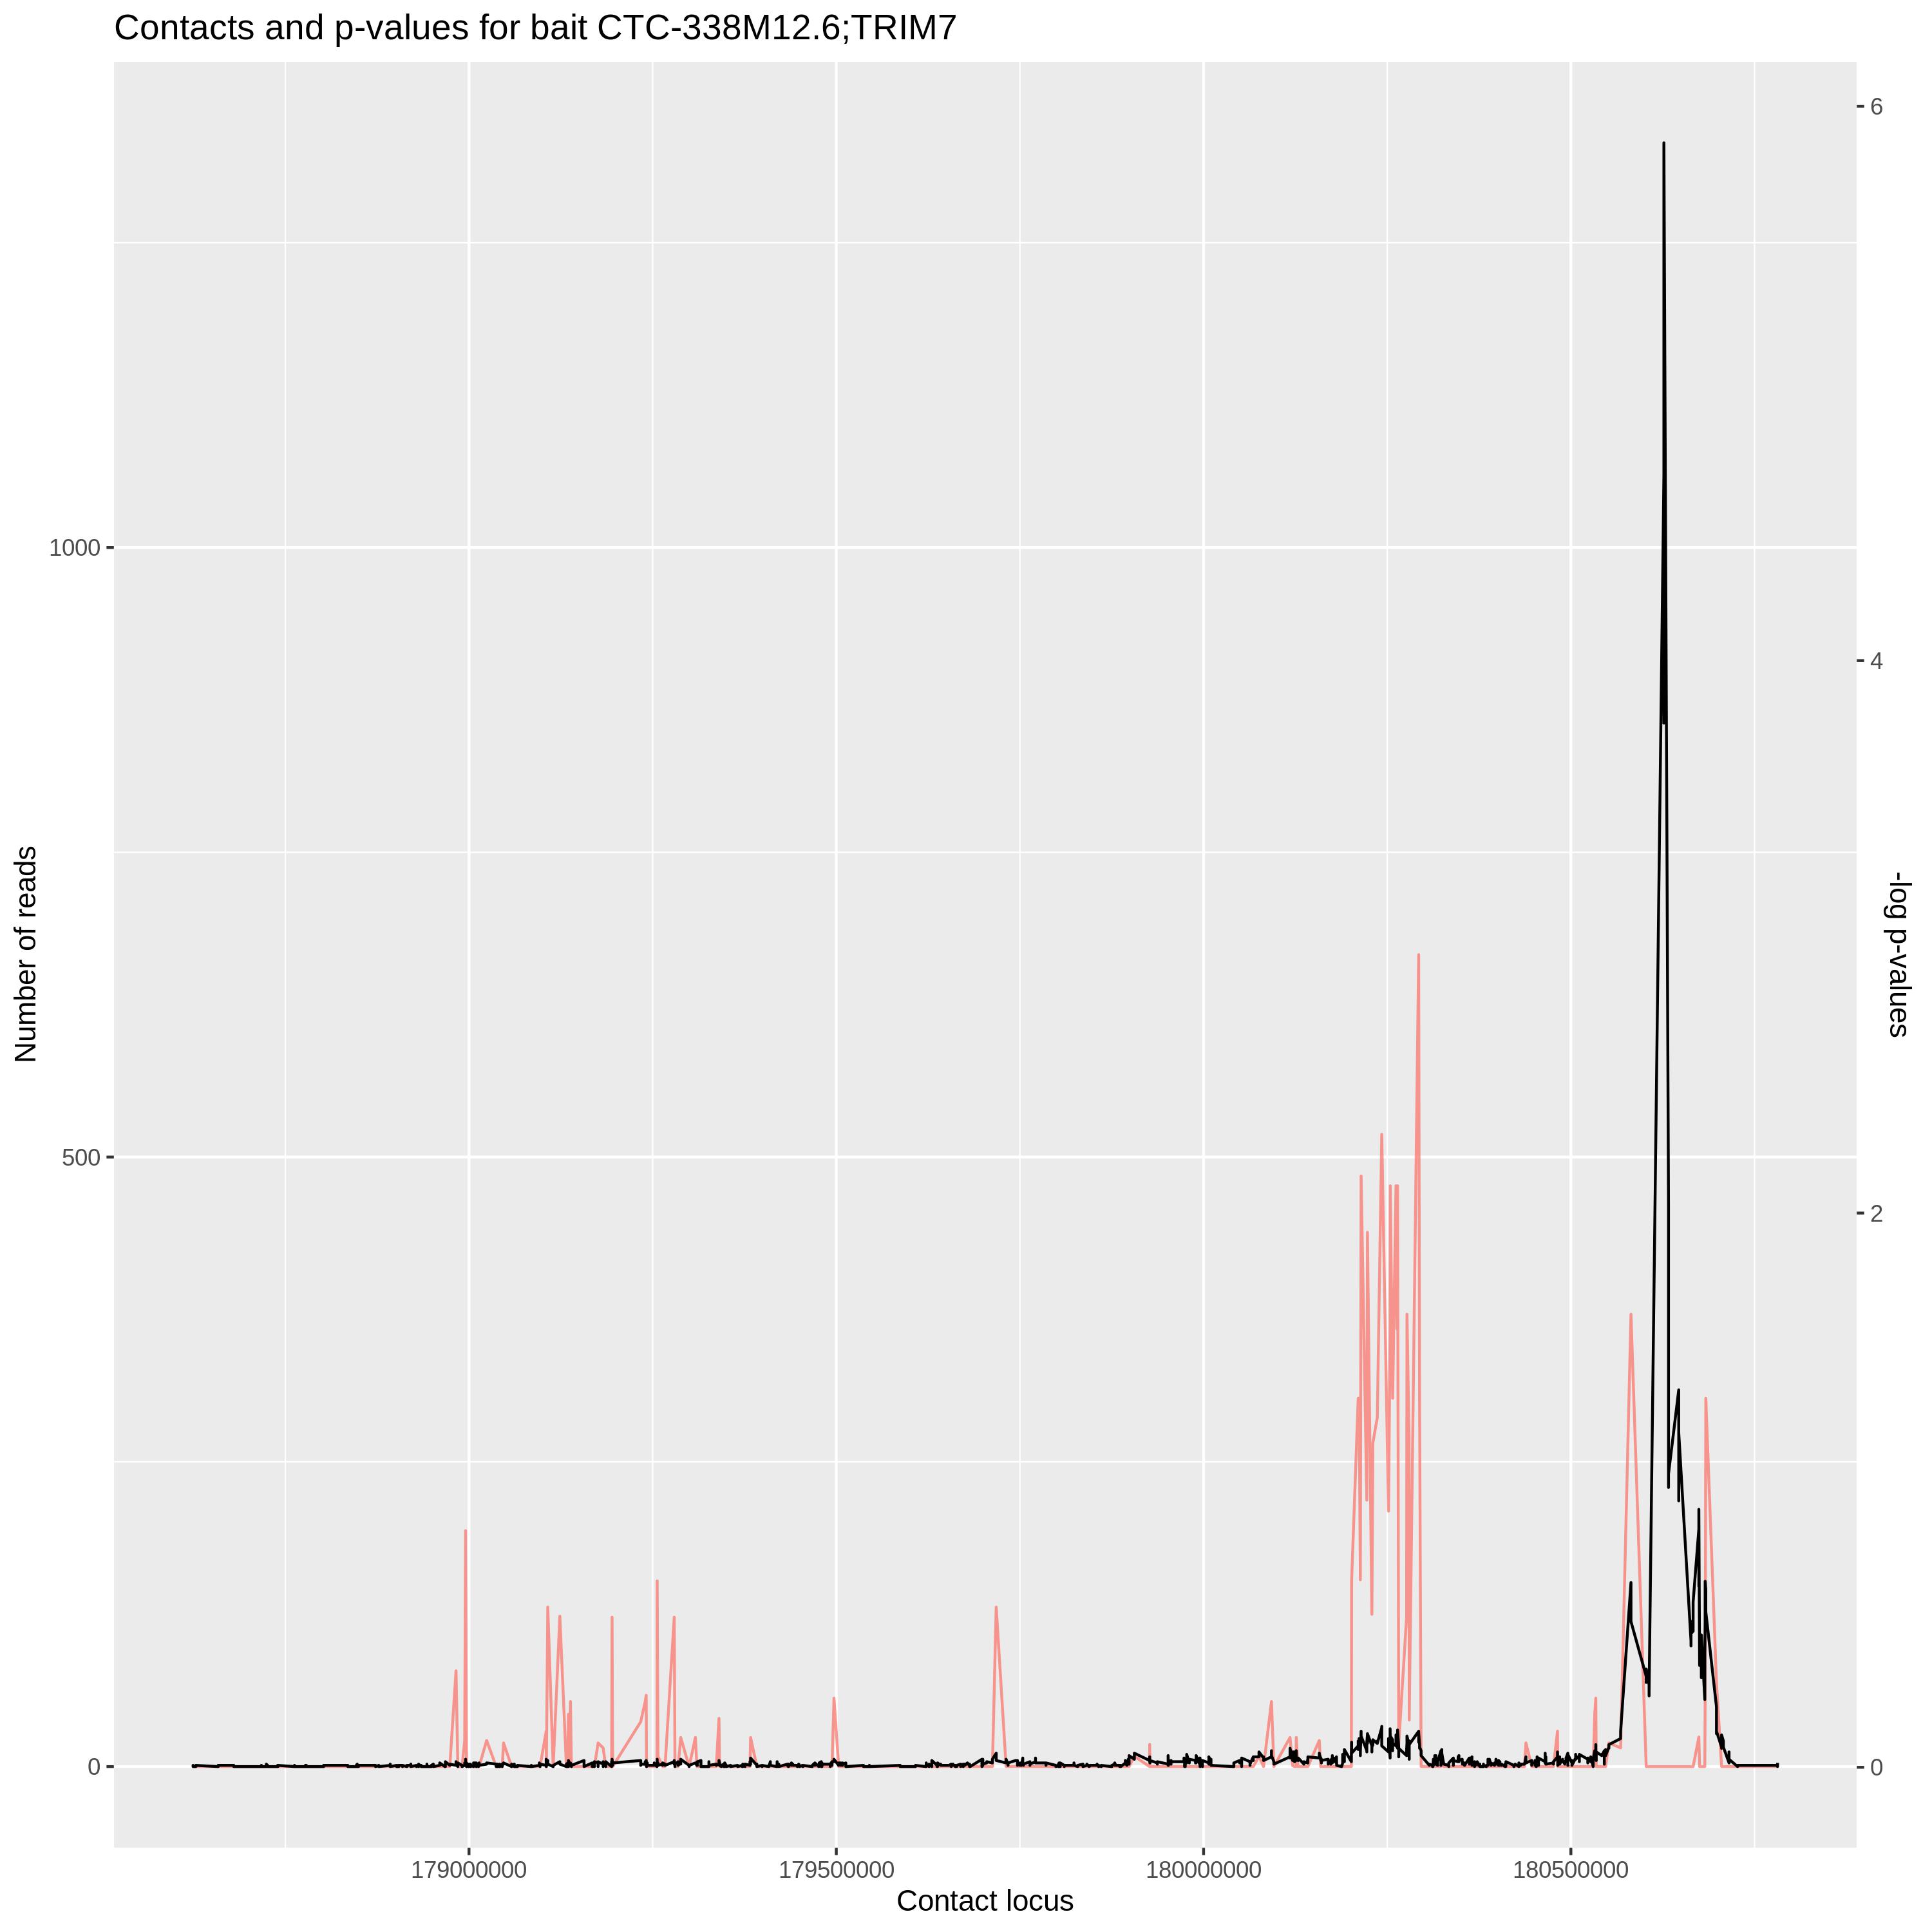 Contacts and p-values for bait CTC-338M12.6;TRIM7
6
1000
4
Number of reads
-log p-values
500
2
0
0
179000000
179500000
180000000
180500000
Contact locus